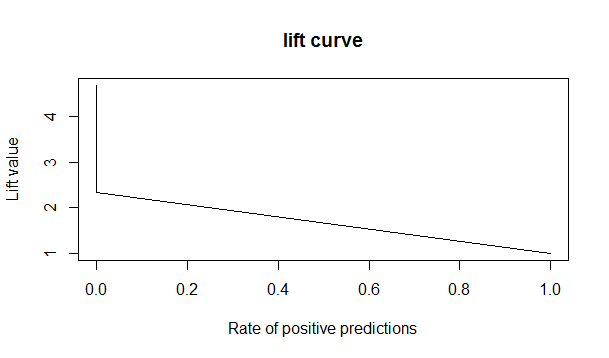 lift curve
Lift value
4
3
2
1
0.0 0.2 0.4 0.6 0.8 1.0
Rate of positive predictions